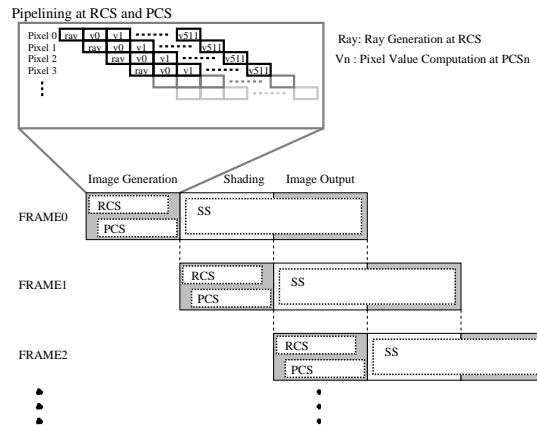 Pipelining at RCS and PCS
Pixel 0 ray v0 v1 v511
Pixel 1 ray v0 v1 v511
Pixel 2 ray v0 v1 v511
Pixel 3 ray v0 v1 v511
Ray: Ray Generation at RCS
Vn : Pixel Value Computation at PCSn
Image Generation Shading Image Output
FRAME0 RCS PCS SS
FRAME1 RCS PCS SS
FRAME2 RCS PCS SS